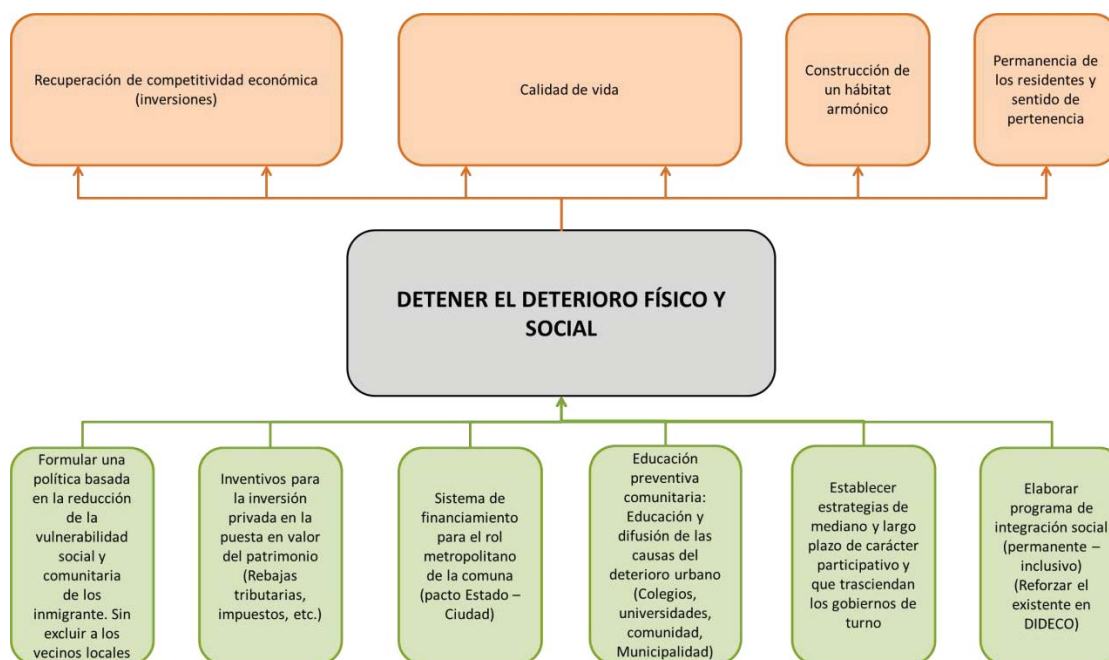 Recuperación de competitividad económica
(inversiones)
Calidad de vida
Construcción de
un hábitat
armónico
Permanencia de
los residentes y
sentido de
pertenencia
DETENER EL DETERIORO FÍSICO Y
SOCIAL
Formular una
política basada
en la reducción
de la
vulnerabilidad
social y
comunitaria
de los
inmigrante. Sin
excluir a los
vecinos locales
Inventivos para
la inversión
privada en la
puesta en valor
del patrimonio
(Rebajas
tributarias,
impuestos, etc.)
Sistema de
financiamiento
para el rol
metropolitano
de la comuna
(pacto Estado –
Ciudad)
Educación
preventiva
comunitaria:
Educación y
difusión de las
causas del
deterioro urbano
(Colegios,
universidades,
comunidad,
Municipalidad)
Establecer
estrategias de
mediano y largo
plazo de carácter
participativo y
que trasciendan
los gobiernos de
turno
Elaborar
programa de
integración social
(permanente –
inclusivo)
(Reforzar el
existente en
DIDECO)